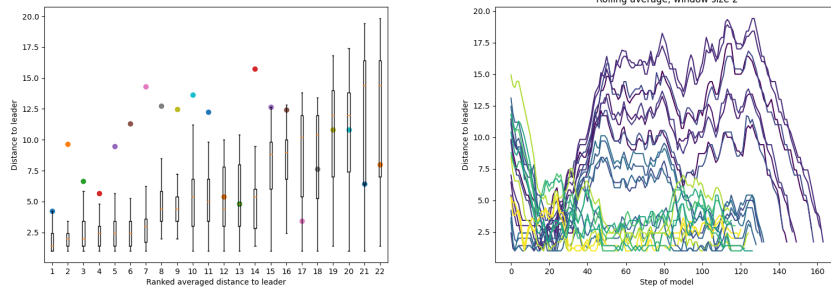 20.0
17.5
15.0
12.5
10.0
7.5
5.0
2.5
Distance to leader
1 2 3 4 5 6 7 8 9 10 11 12 13 14 15 16 17 18 19 20 21 22
Ranked averaged distance to leader
Rolling average, window size 2
20.0
17.5
15.0
12.5
10.0
7.5
5.0
2.5
Distance to leader
0 20 40 60 80 100 120 140 160
Step of model